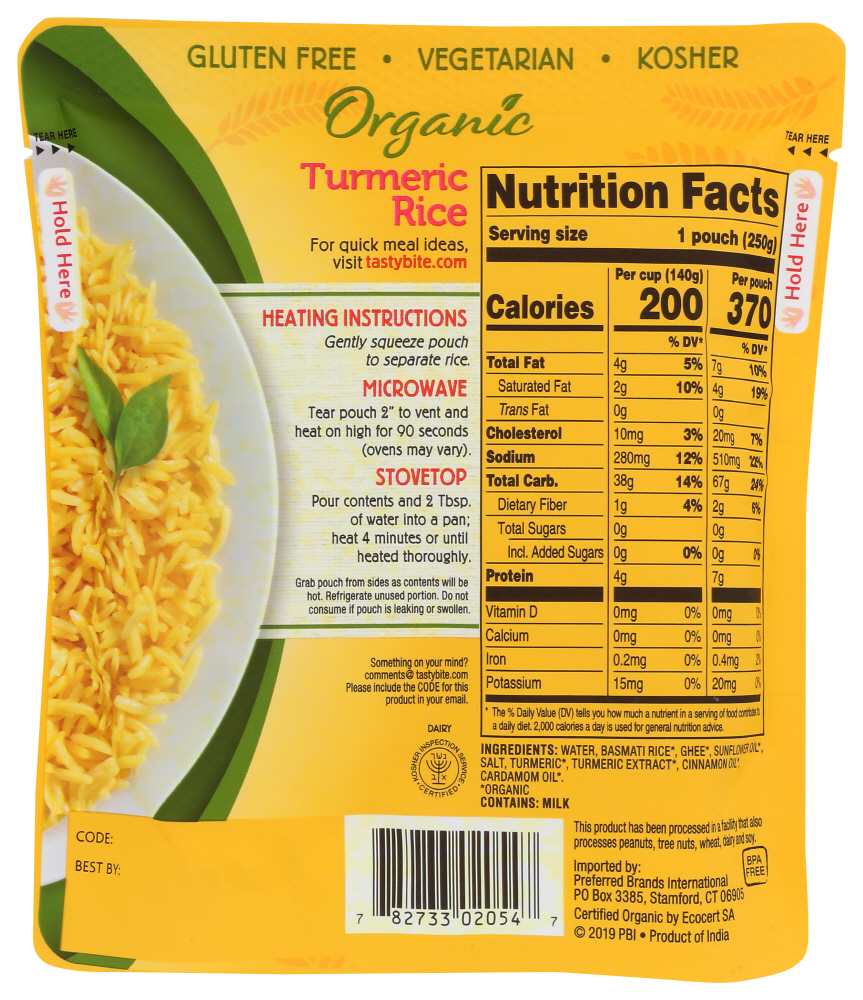 GLUTEN FREE • VEGETARIAN • KOSHER
Organic
TEAR HERE
TEAR HERE
Hold Here
Hold Here
Turmeric
Rice
For quick meal ideas,
visit tastybite.com
HEATING INSTRUCTIONS
Gently squeeze pouch
to separate rice.
MICROWAVE
Tear pouch 2" to vent and
heat on high for 90 seconds
(ovens may vary).
STOVETOP
Pour contents and 2 Tbsp.
of water into a pan;
heat 4 minutes or until
heated thoroughly.
Grab pouch from sides as contents will be
hot. Refrigerate unused portion. Do not
consume if pouch is leaking or swollen.
Something on your mind?
comments@tastybite.com
Please include the CODE for this
product in your email.
DAIRY
KOSHER INSPECTION SERVICE
• CERTIFIED •
Nutrition Facts
Serving size 1 pouch (250g)
Per cup (140g) Per pouch
Calories 200 370
% DV* % DV*
Total Fat 4g 5% 7g 10%
Saturated Fat 2g 10% 4g 19%
Trans Fat 0g 0g
Cholesterol 10mg 3% 20mg 7%
Sodium 280mg 12% 510mg 22%
Total Carb. 38g 14% 67g 24%
Dietary Fiber 1g 4% 2g 6%
Total Sugars 0g 0g
Incl. Added Sugars 0g 0% 0g 0%
Protein 4g 7g
Vitamin D 0mg 0% 0mg 0%
Calcium 0mg 0% 0mg 0%
Iron 0.2mg 0% 0.4mg 2%
Potassium 15mg 0% 20mg 0%
* The % Daily Value (DV) tells you how much a nutrient in a serving of food contributes to
a daily diet. 2,000 calories a day is used for general nutrition advice.
INGREDIENTS: WATER, BASMATI RICE*, GHEE*, SUNFLOWER OIL*,
SALT, TURMERIC*, TURMERIC EXTRACT*, CINNAMON OIL*,
CARDAMOM OIL*.
*ORGANIC
CONTAINS: MILK
This product has been processed in a facility that also
processes peanuts, tree nuts, wheat, dairy and soy.
Imported by:
Preferred Brands International
PO Box 3385, Stamford, CT 06905
Certified Organic by Ecocert SA
© 2019 PBI • Product of India
BPA
FREE
CODE:
BEST BY:
7 82733 02054 7